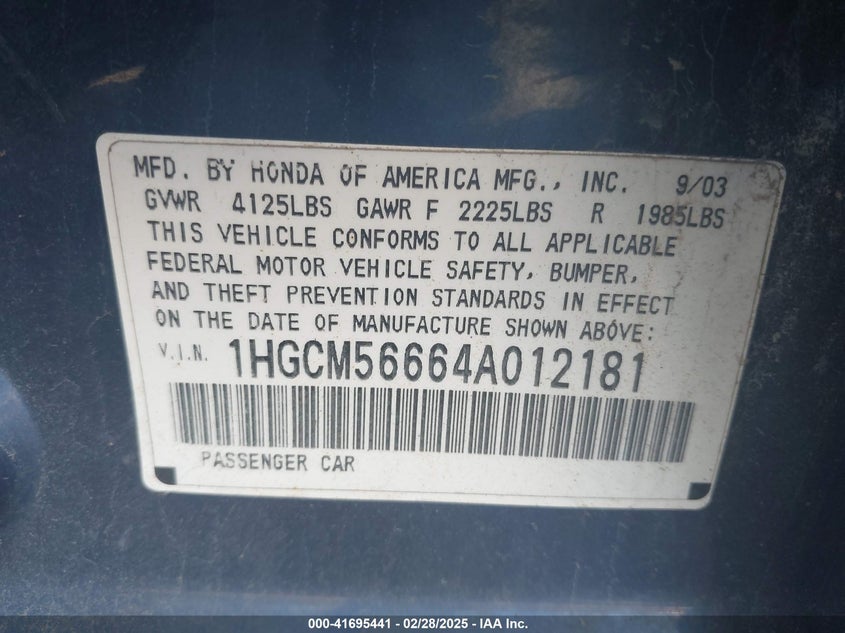 MFD. BY HONDA OF AMERICA MFG., INC. 9/03
GVWR 4125LBS GAWR F 2225LBS R 1985LBS
THIS VEHICLE CONFORMS TO ALL APPLICABLE
FEDERAL MOTOR VEHICLE SAFETY, BUMPER,
AND THEFT PREVENTION STANDARDS IN EFFECT
ON THE DATE OF MANUFACTURE SHOWN ABOVE:
V.I.N. 1HGCM56664A012181
PASSENGER CAR
000-41695441 - 02/28/2025 - IAA Inc.